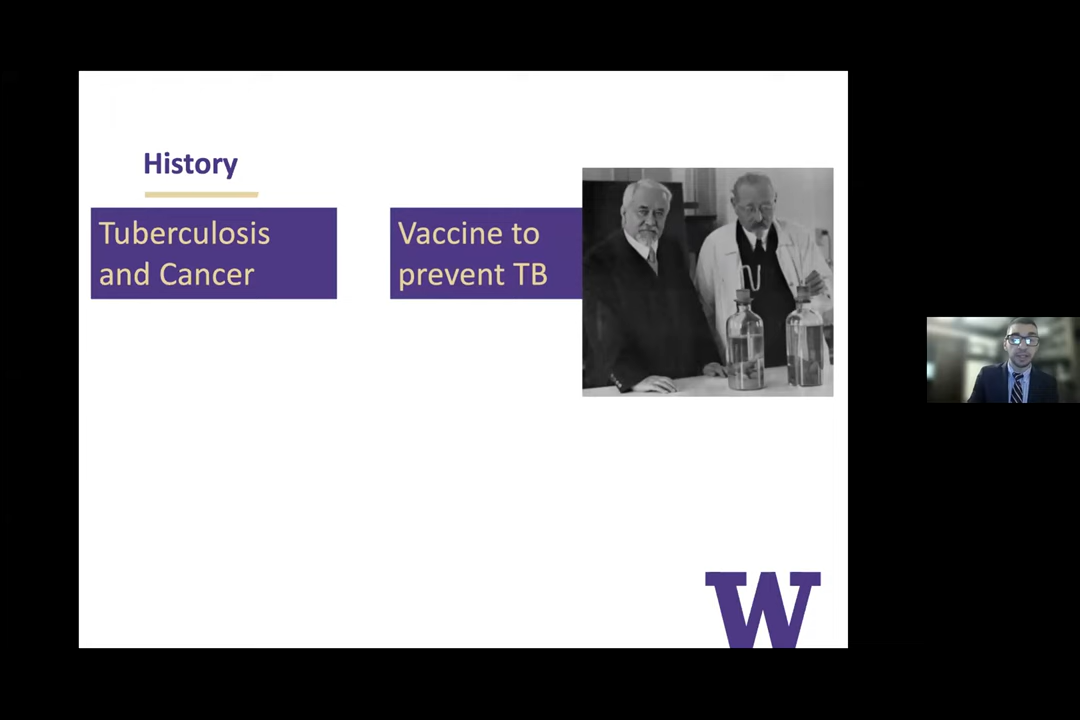 History
Tuberculosis
and Cancer
Vaccine to
prevent TB
W